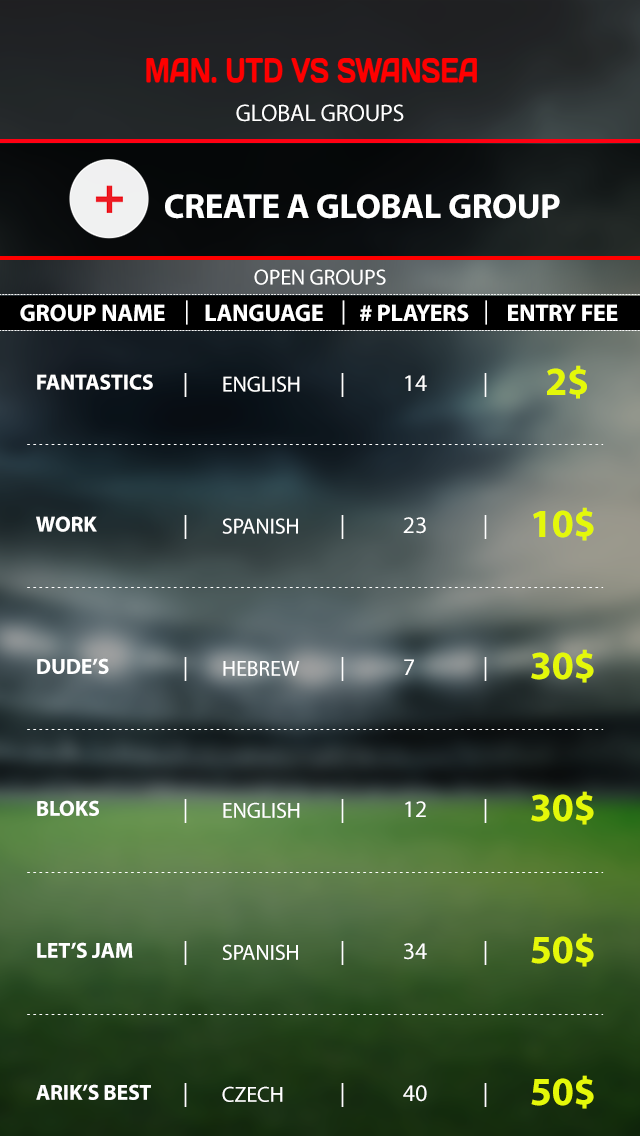 MAN. UTD VS SWANSEA
GLOBAL GROUPS
+ CREATE A GLOBAL GROUP
OPEN GROUPS
GROUP NAME | LANGUAGE | # PLAYERS | ENTRY FEE
FANTASTICS | ENGLISH | 14 | 2$
WORK | SPANISH | 23 | 10$
DUDE'S | HEBREW | 7 | 30$
BLOKS | ENGLISH | 12 | 30$
LET'S JAM | SPANISH | 34 | 50$
ARIK'S BEST | CZECH | 40 | 50$